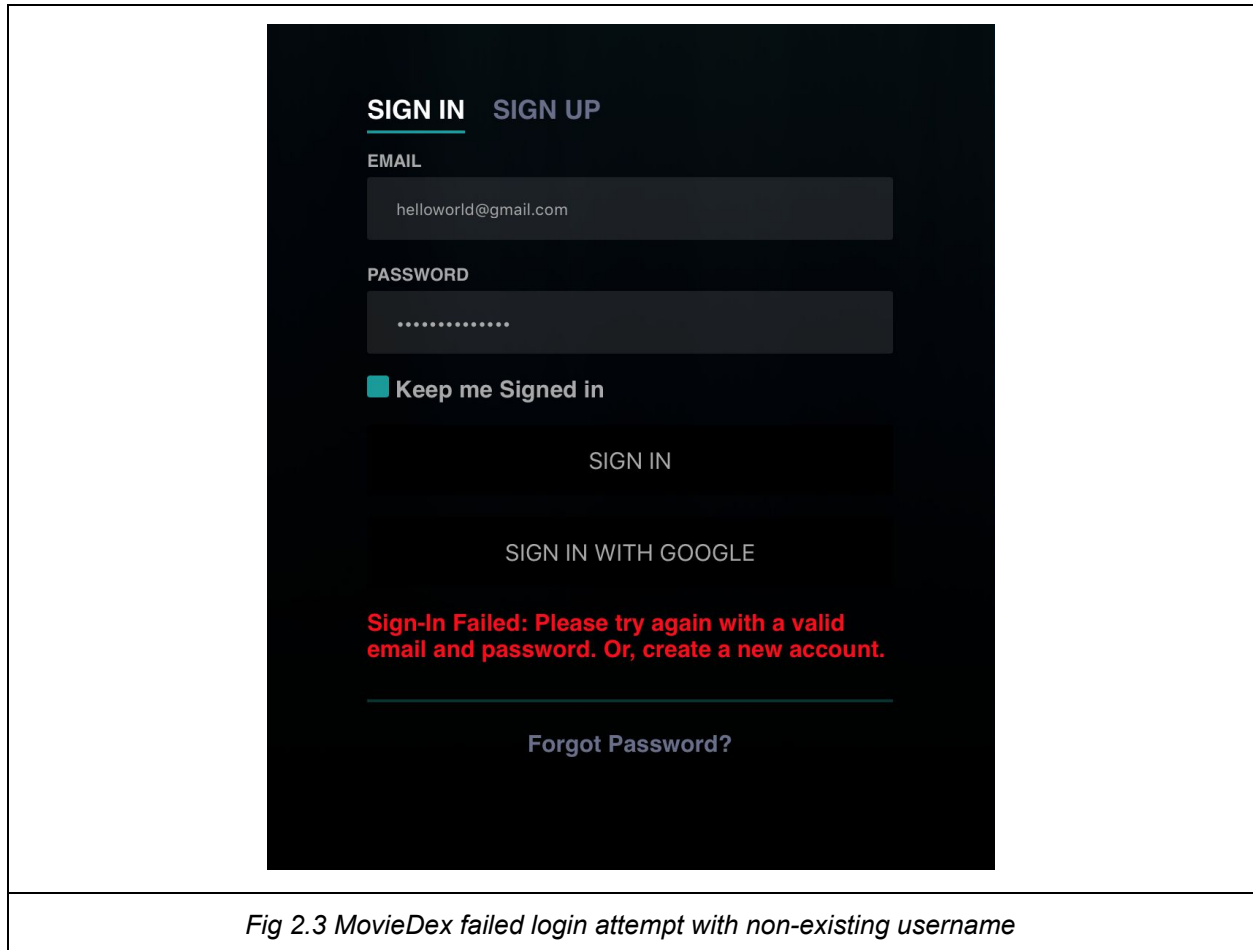 SIGN IN SIGN UP
EMAIL
helloworld@gmail.com
PASSWORD
••••••••••••••
Keep me Signed in
SIGN IN
SIGN IN WITH GOOGLE
Sign-In Failed: Please try again with a valid
email and password. Or, create a new account.
Forgot Password?
Fig 2.3 MovieDex failed login attempt with non-existing username